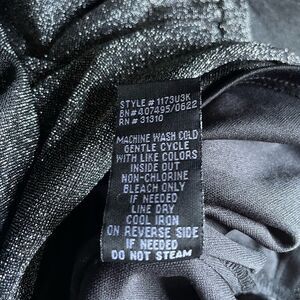 STYLE # 1173U3K
BN#407495/0622
RN # 31310
MACHINE WASH COLD
GENTLE CYCLE
WITH LIKE COLORS
INSIDE OUT
NON-CHLORINE
BLEACH ONLY
IF NEEDED
LINE DRY
COOL IRON
ON REVERSE SIDE
IF NEEDED
DO NOT STEAM